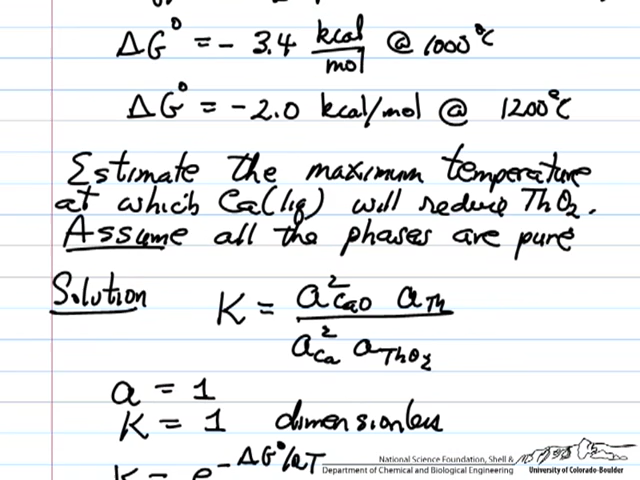 ΔG° = - 3.4 kcal/mol @ 1000°C
ΔG° = -2.0 kcal/mol @ 1200°C
Estimate the maximum temperature
at which Ca(liq) will reduce ThO₂.
Assume all the phases are pure
Solution K = a²CaO aTh / a²Ca aThO₂
a = 1
K = 1 dimensionless
K = e^-ΔG°/RT
National Science Foundation, Shell &
Department of Chemical and Biological Engineering
University of Colorado-Boulder